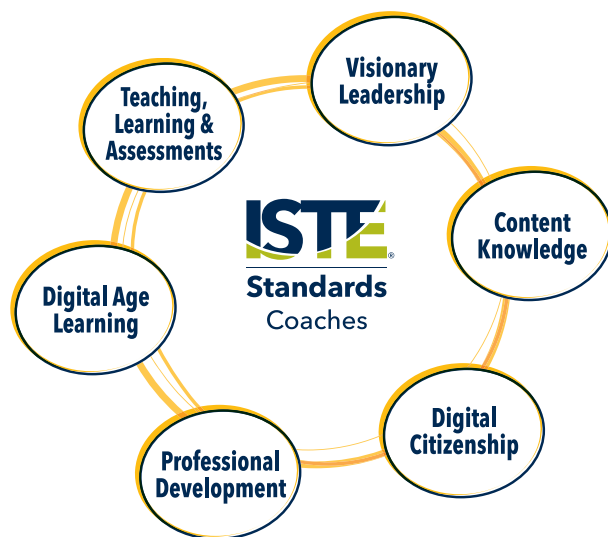 Visionary
Leadership
Teaching,
Learning &
Assessments
Content
Knowledge
ISTE®
Standards
Coaches
Digital Age
Learning
Digital
Citizenship
Professional
Development